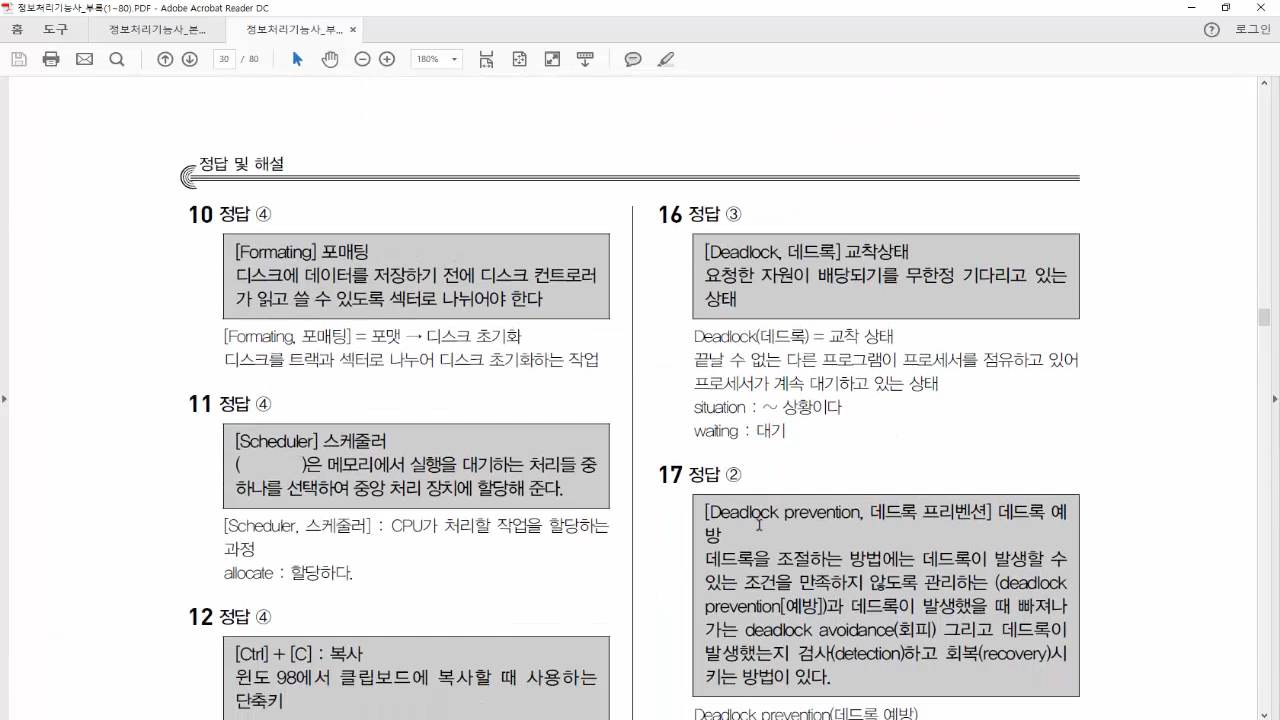 정보처리기능사_부록(1~80).PDF - Adobe Acrobat Reader DC
홈 도구 정보처리기능사_본... 정보처리기능사_부... × ? 로그인
30 / 80 180%
정답 및 해설
10 정답 ④
[Formating] 포매팅
디스크에 데이터를 저장하기 전에 디스크 컨트롤러
가 읽고 쓸 수 있도록 섹터로 나뉘어야 한다
[Formating, 포매팅] = 포맷 → 디스크 초기화
디스크를 트랙과 섹터로 나누어 디스크 초기화하는 작업
11 정답 ④
[Scheduler] 스케줄러
( )은 메모리에서 실행을 대기하는 처리들 중
하나를 선택하여 중앙 처리 장치에 할당해 준다.
[Scheduler, 스케줄러] : CPU가 처리할 작업을 할당하는
과정
allocate : 할당하다.
12 정답 ④
[Ctrl] + [C] : 복사
윈도 98에서 클립보드에 복사할 때 사용하는
단축키
16 정답 ③
[Deadlock, 데드록] 교착상태
요청한 자원이 배당되기를 무한정 기다리고 있는
상태
Deadlock(데드록) = 교착 상태
끝날 수 없는 다른 프로그램이 프로세서를 점유하고 있어
프로세서가 계속 대기하고 있는 상태
situation : ～ 상황이다
waiting : 대기
17 정답 ②
[Deadlock prevention, 데드록 프리벤션] 데드록 예
방
데드록을 조절하는 방법에는 데드록이 발생할 수
있는 조건을 만족하지 않도록 관리하는 (deadlock
prevention[예방])과 데드록이 발생했을 때 빠져나
가는 deadlock avoidance(회피) 그리고 데드록이
발생했는지 검사(detection)하고 회복(recovery)시
키는 방법이 있다.
Deadlock prevention(데드록 예방)